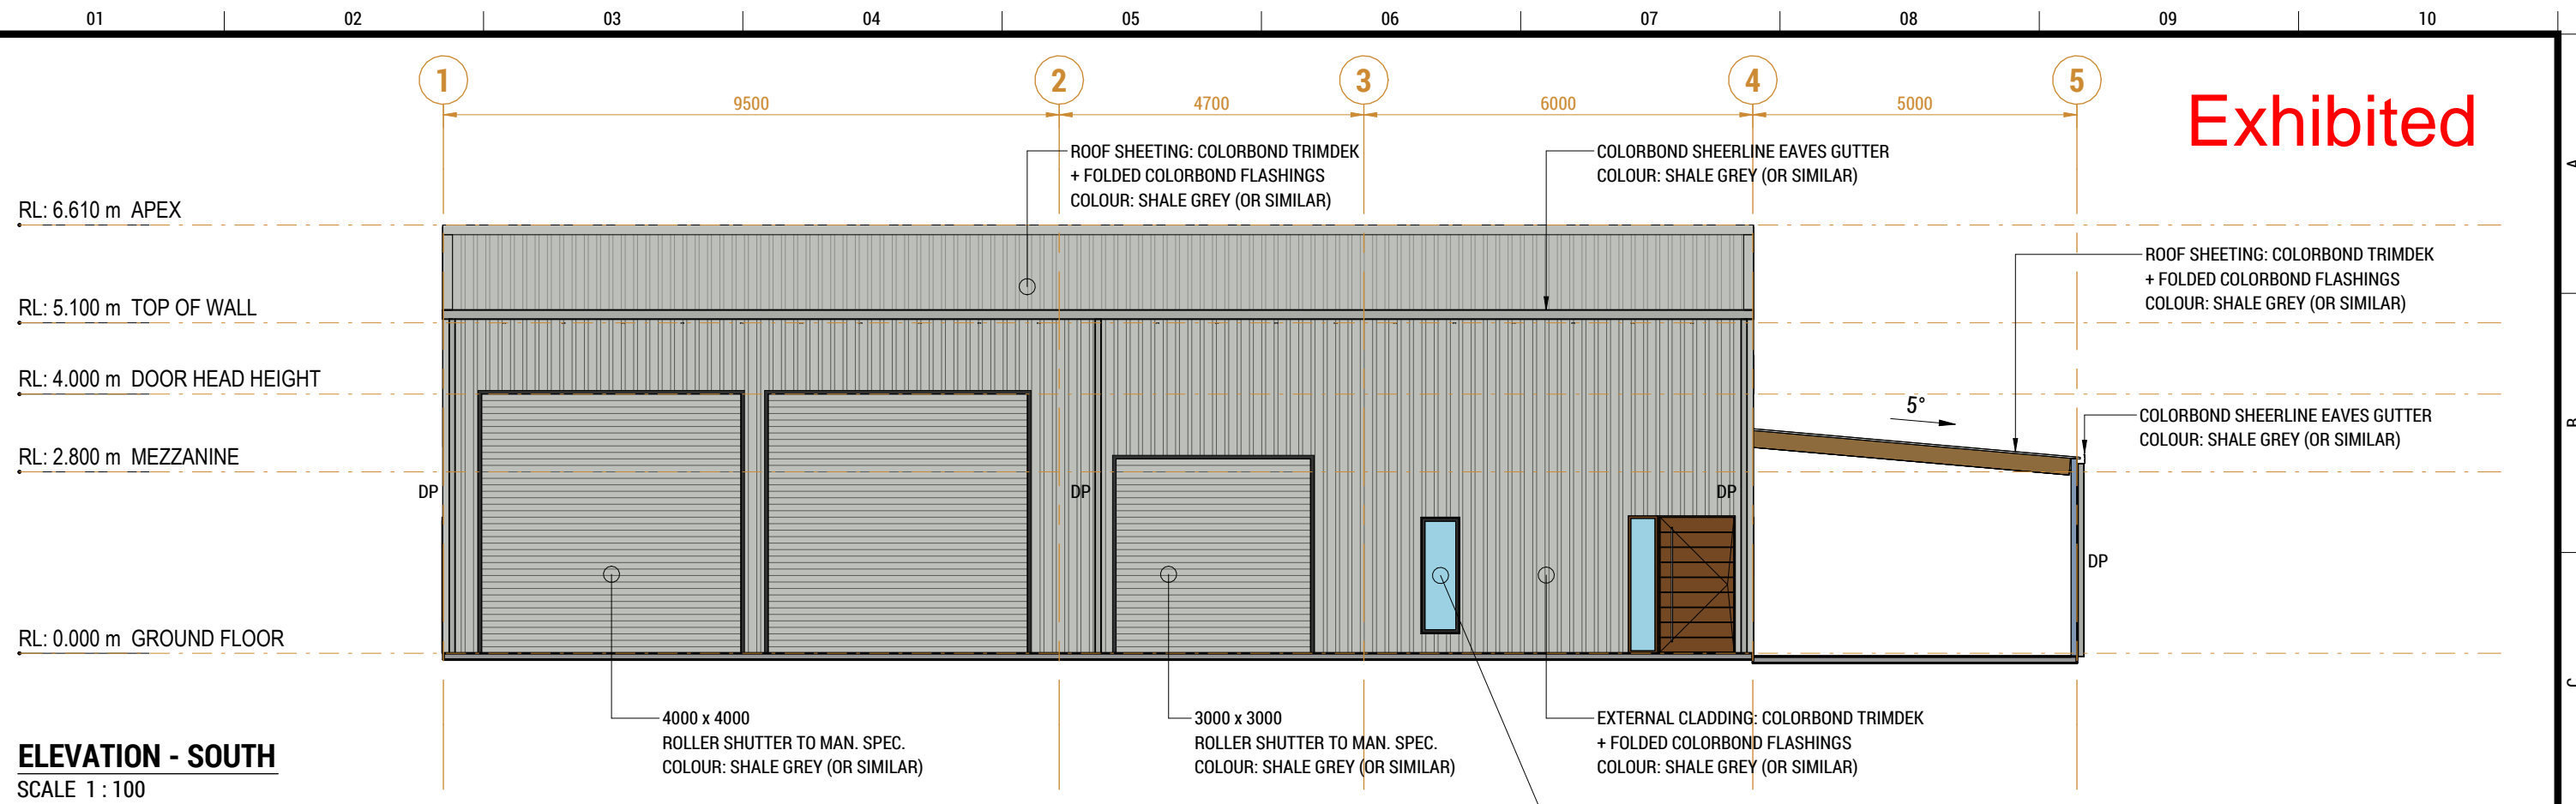 01 02 03 04 05 06 07 08 09 10
1 2 3 4 5
9500 4700 6000 5000
Exhibited
A
ROOF SHEETING: COLORBOND TRIMDEK
+ FOLDED COLORBOND FLASHINGS
COLOUR: SHALE GREY (OR SIMILAR)
COLORBOND SHEERLINE EAVES GUTTER
COLOUR: SHALE GREY (OR SIMILAR)
RL: 6.610 m APEX
ROOF SHEETING: COLORBOND TRIMDEK
+ FOLDED COLORBOND FLASHINGS
COLOUR: SHALE GREY (OR SIMILAR)
RL: 5.100 m TOP OF WALL
RL: 4.000 m DOOR HEAD HEIGHT
5°
COLORBOND SHEERLINE EAVES GUTTER
COLOUR: SHALE GREY (OR SIMILAR)
B
RL: 2.800 m MEZZANINE
DP DP DP
DP
RL: 0.000 m GROUND FLOOR
C
4000 x 4000
ROLLER SHUTTER TO MAN. SPEC.
COLOUR: SHALE GREY (OR SIMILAR)
3000 x 3000
ROLLER SHUTTER TO MAN. SPEC.
COLOUR: SHALE GREY (OR SIMILAR)
EXTERNAL CLADDING: COLORBOND TRIMDEK
+ FOLDED COLORBOND FLASHINGS
COLOUR: SHALE GREY (OR SIMILAR)
ELEVATION - SOUTH
SCALE 1 : 100